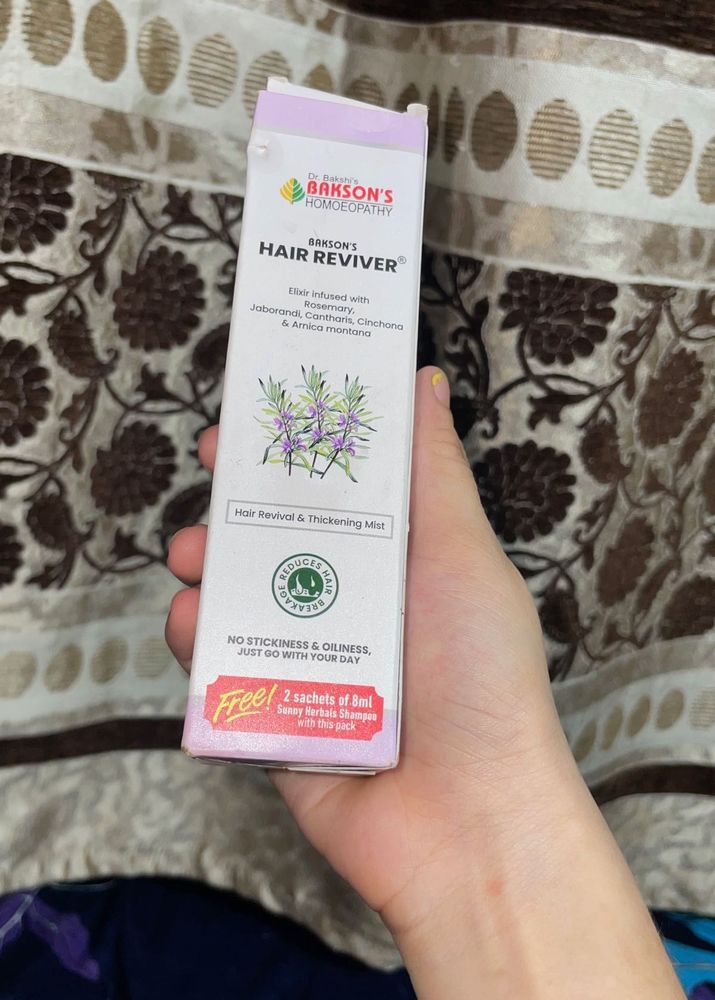 Dr. Bakshi's
BAKSON'S
HOMOEOPATHY
BAKSON'S
HAIR REVIVER®
Elixir infused with
Rosemary,
Jaborandi, Cantharis, Cinchona
& Arnica montana
Hair Revival & Thickening Mist
REDUCES HAIR
BREAKAGE
NO STICKINESS & OILINESS,
JUST GO WITH YOUR DAY
Free!
2 sachets of 8ml
Sunny Herbals Shampoo
with this pack